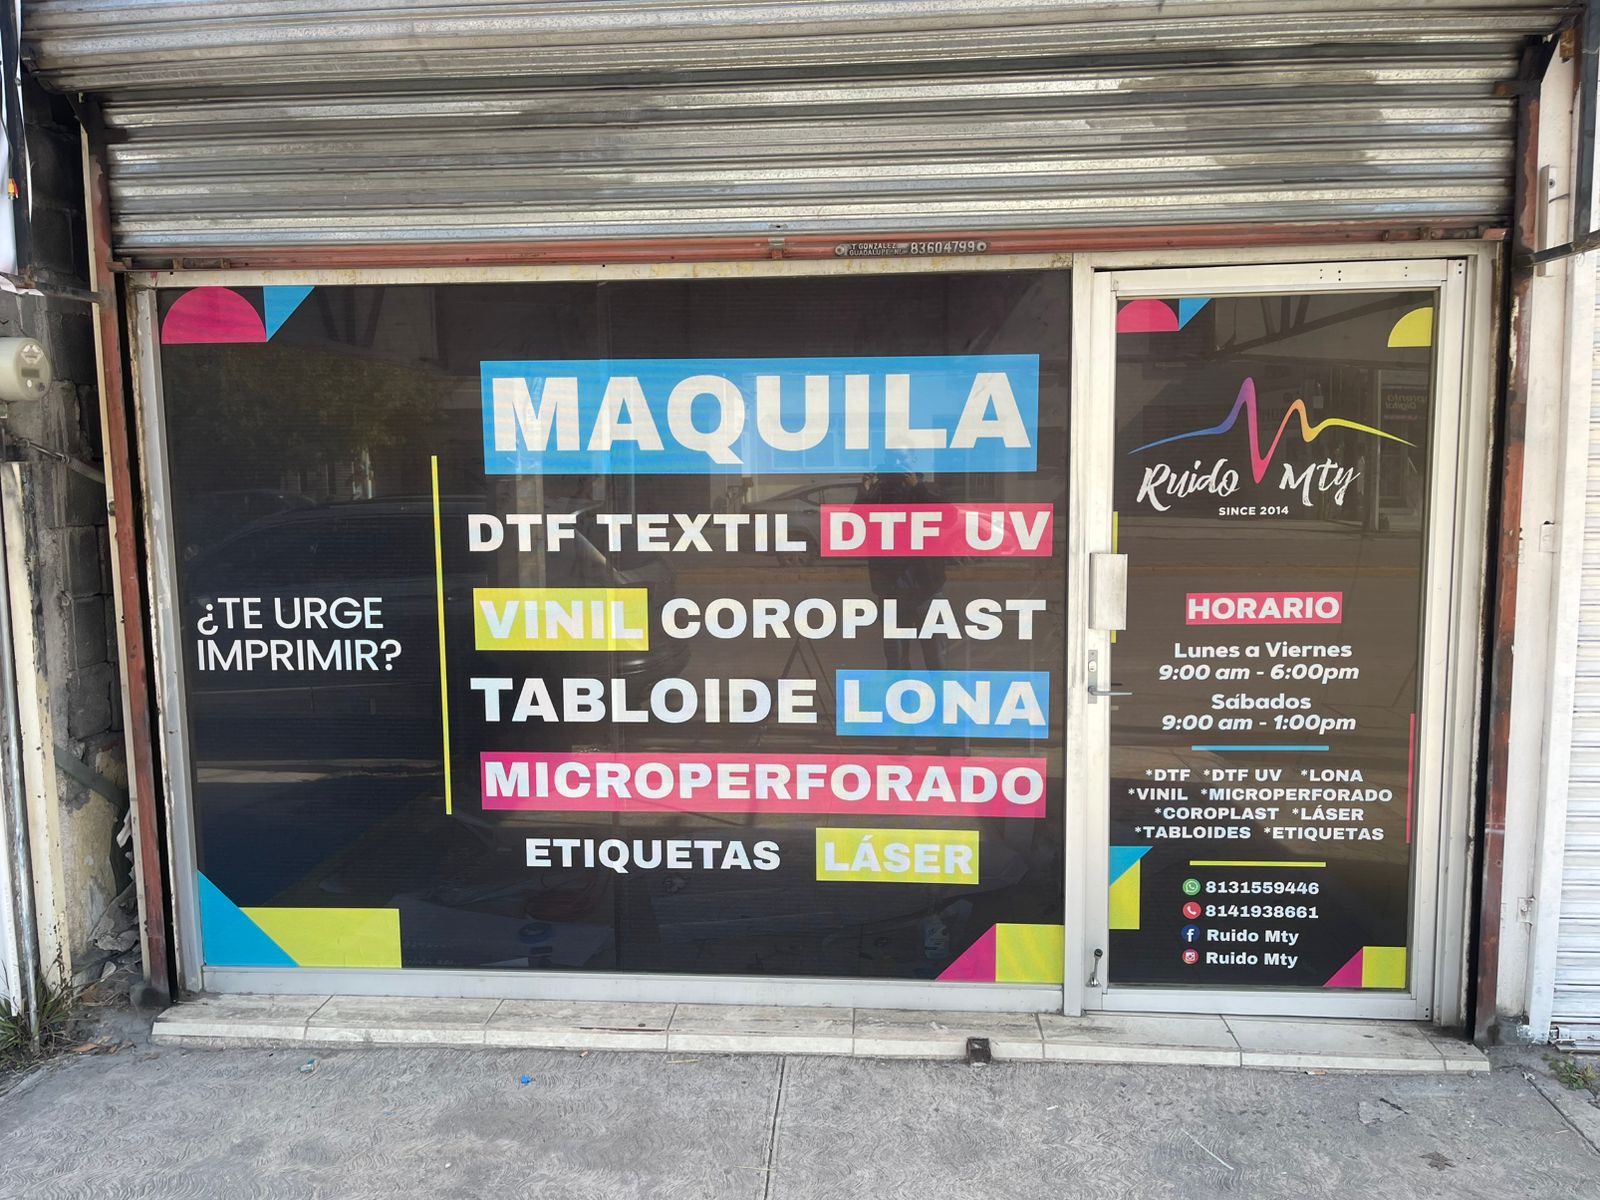 T GONZALEZ
GUADALUPE N.L. 83604799
MAQUILA
DTF TEXTIL DTF UV
VINIL COROPLAST
TABLOIDE LONA
MICROPERFORADO
ETIQUETAS LÁSER
¿TE URGE
IMPRIMIR?
Ruido Mty
SINCE 2014
HORARIO
Lunes a Viernes
9:00 am - 6:00pm
Sábados
9:00 am - 1:00pm
*DTF *DTF UV *LONA
*VINIL *MICROPERFORADO
*COROPLAST *LÁSER
*TABLOIDES *ETIQUETAS
8131559446
8141938661
Ruido Mty
Ruido Mty